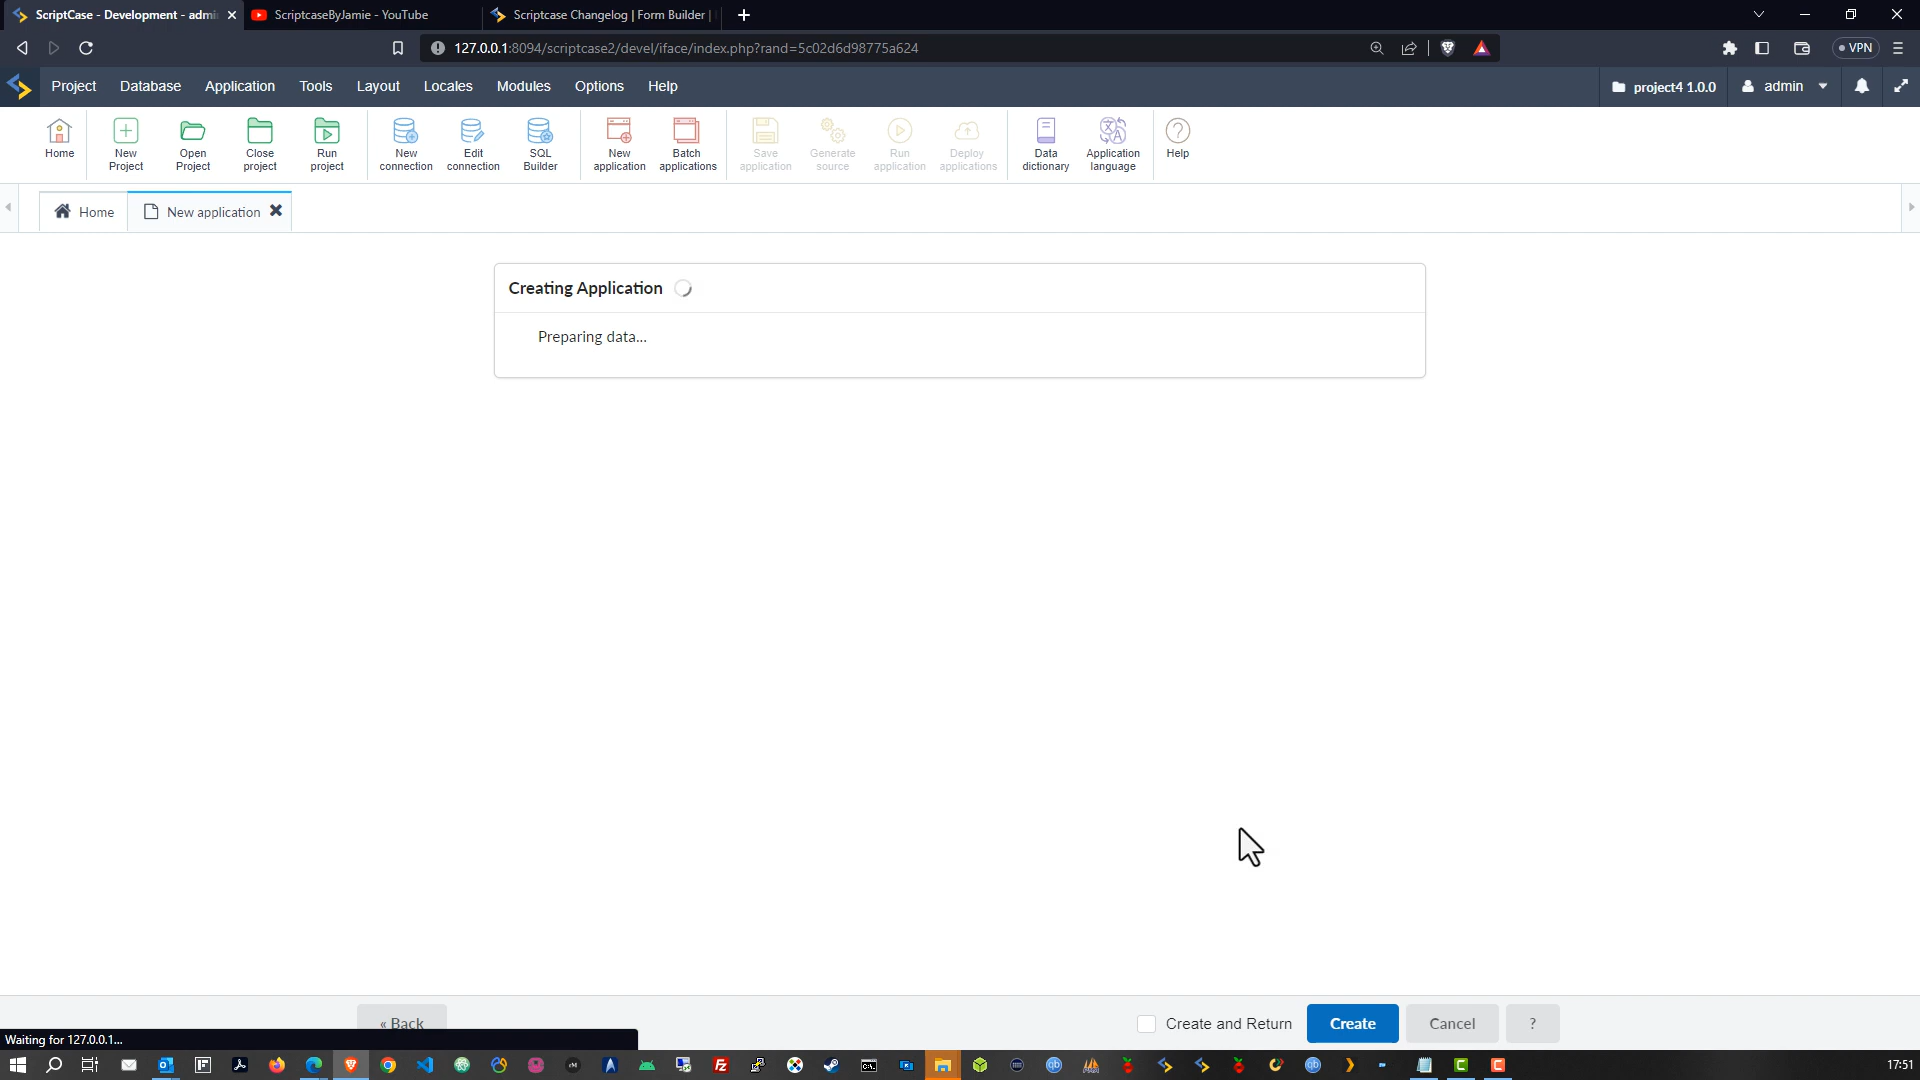 ScriptCase - Development - admi
ScriptcaseByJamie - YouTube
Scriptcase Changelog | Form Builder |
127.0.0.1:8094/scriptcase2/devel/iface/index.php?rand=5c02d6d98775a624
VPN
Project Database Application Tools Layout Locales Modules Options Help
project4 1.0.0
admin
Home
New
Project
Open
Project
Close
project
Run
project
New
connection
Edit
connection
SQL
Builder
New
application
Batch
applications
Save
application
Generate
source
Run
application
Deploy
applications
Data
dictionary
Application
language
Help
Home
New application
Creating Application
Preparing data...
« Back
Create and Return
Create
Cancel
?
Waiting for 127.0.0.1...
17:51